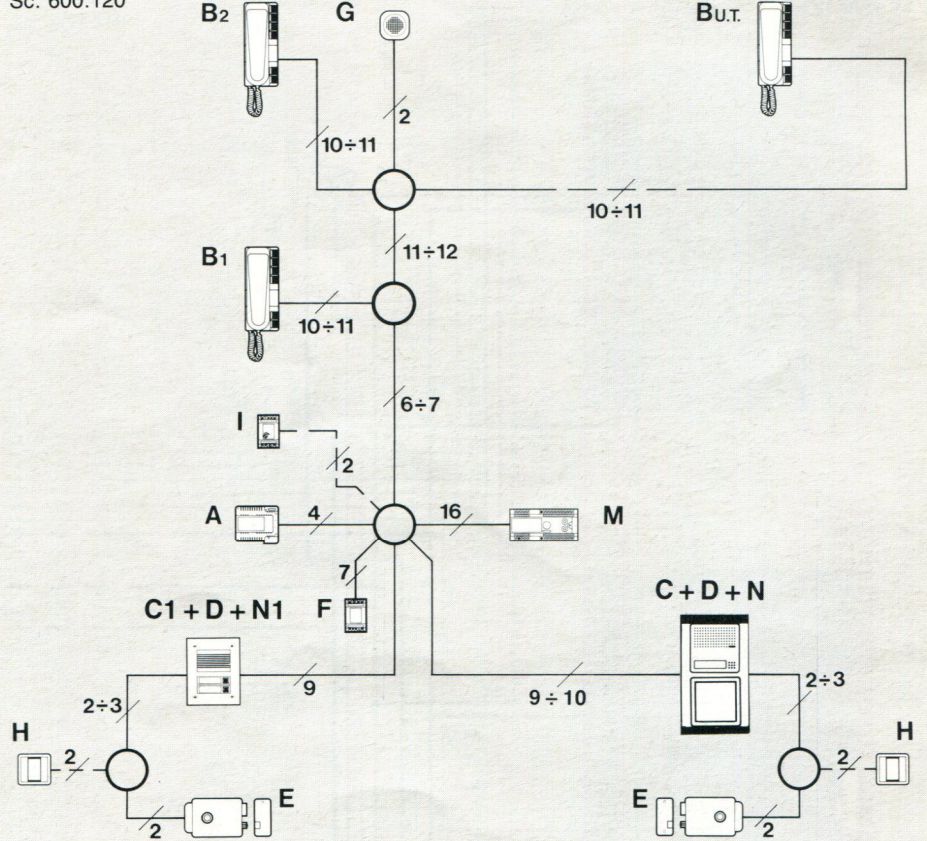 Sc. 600.120
B2
G
BU.T.
2
10÷11
10÷11
11÷12
B1
10÷11
6÷7
I
2
A
4
16
M
7
F
C1 + D + N1
C + D + N
9
9÷10
2÷3
2÷3
H
2
2
H
E
2
E
2